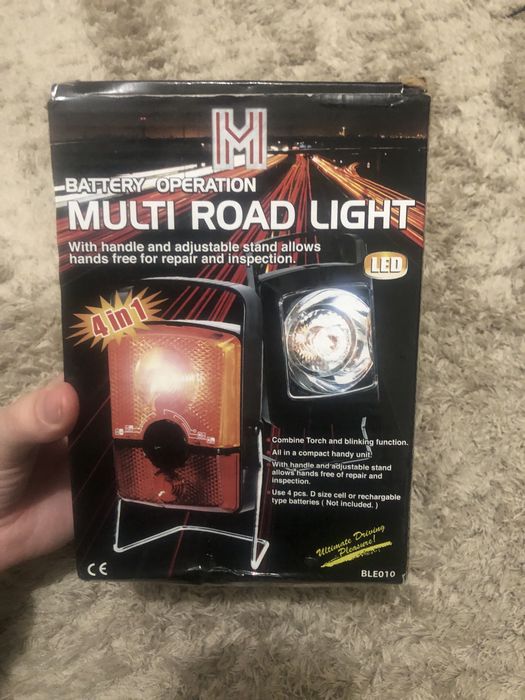 M
BATTERY OPERATION
MULTI ROAD LIGHT
With handle and adjustable stand allows
hands free for repair and inspection.
LED
4 in 1
Combine Torch and blinking function.
All in a compact handy unit.
With handle and adjustable stand
allows hands free of repair and
inspection.
Use 4 pcs. D size cell or rechargable
type batteries ( Not included. )
Ultimate Driving
Pleasure!
CE
BLE010